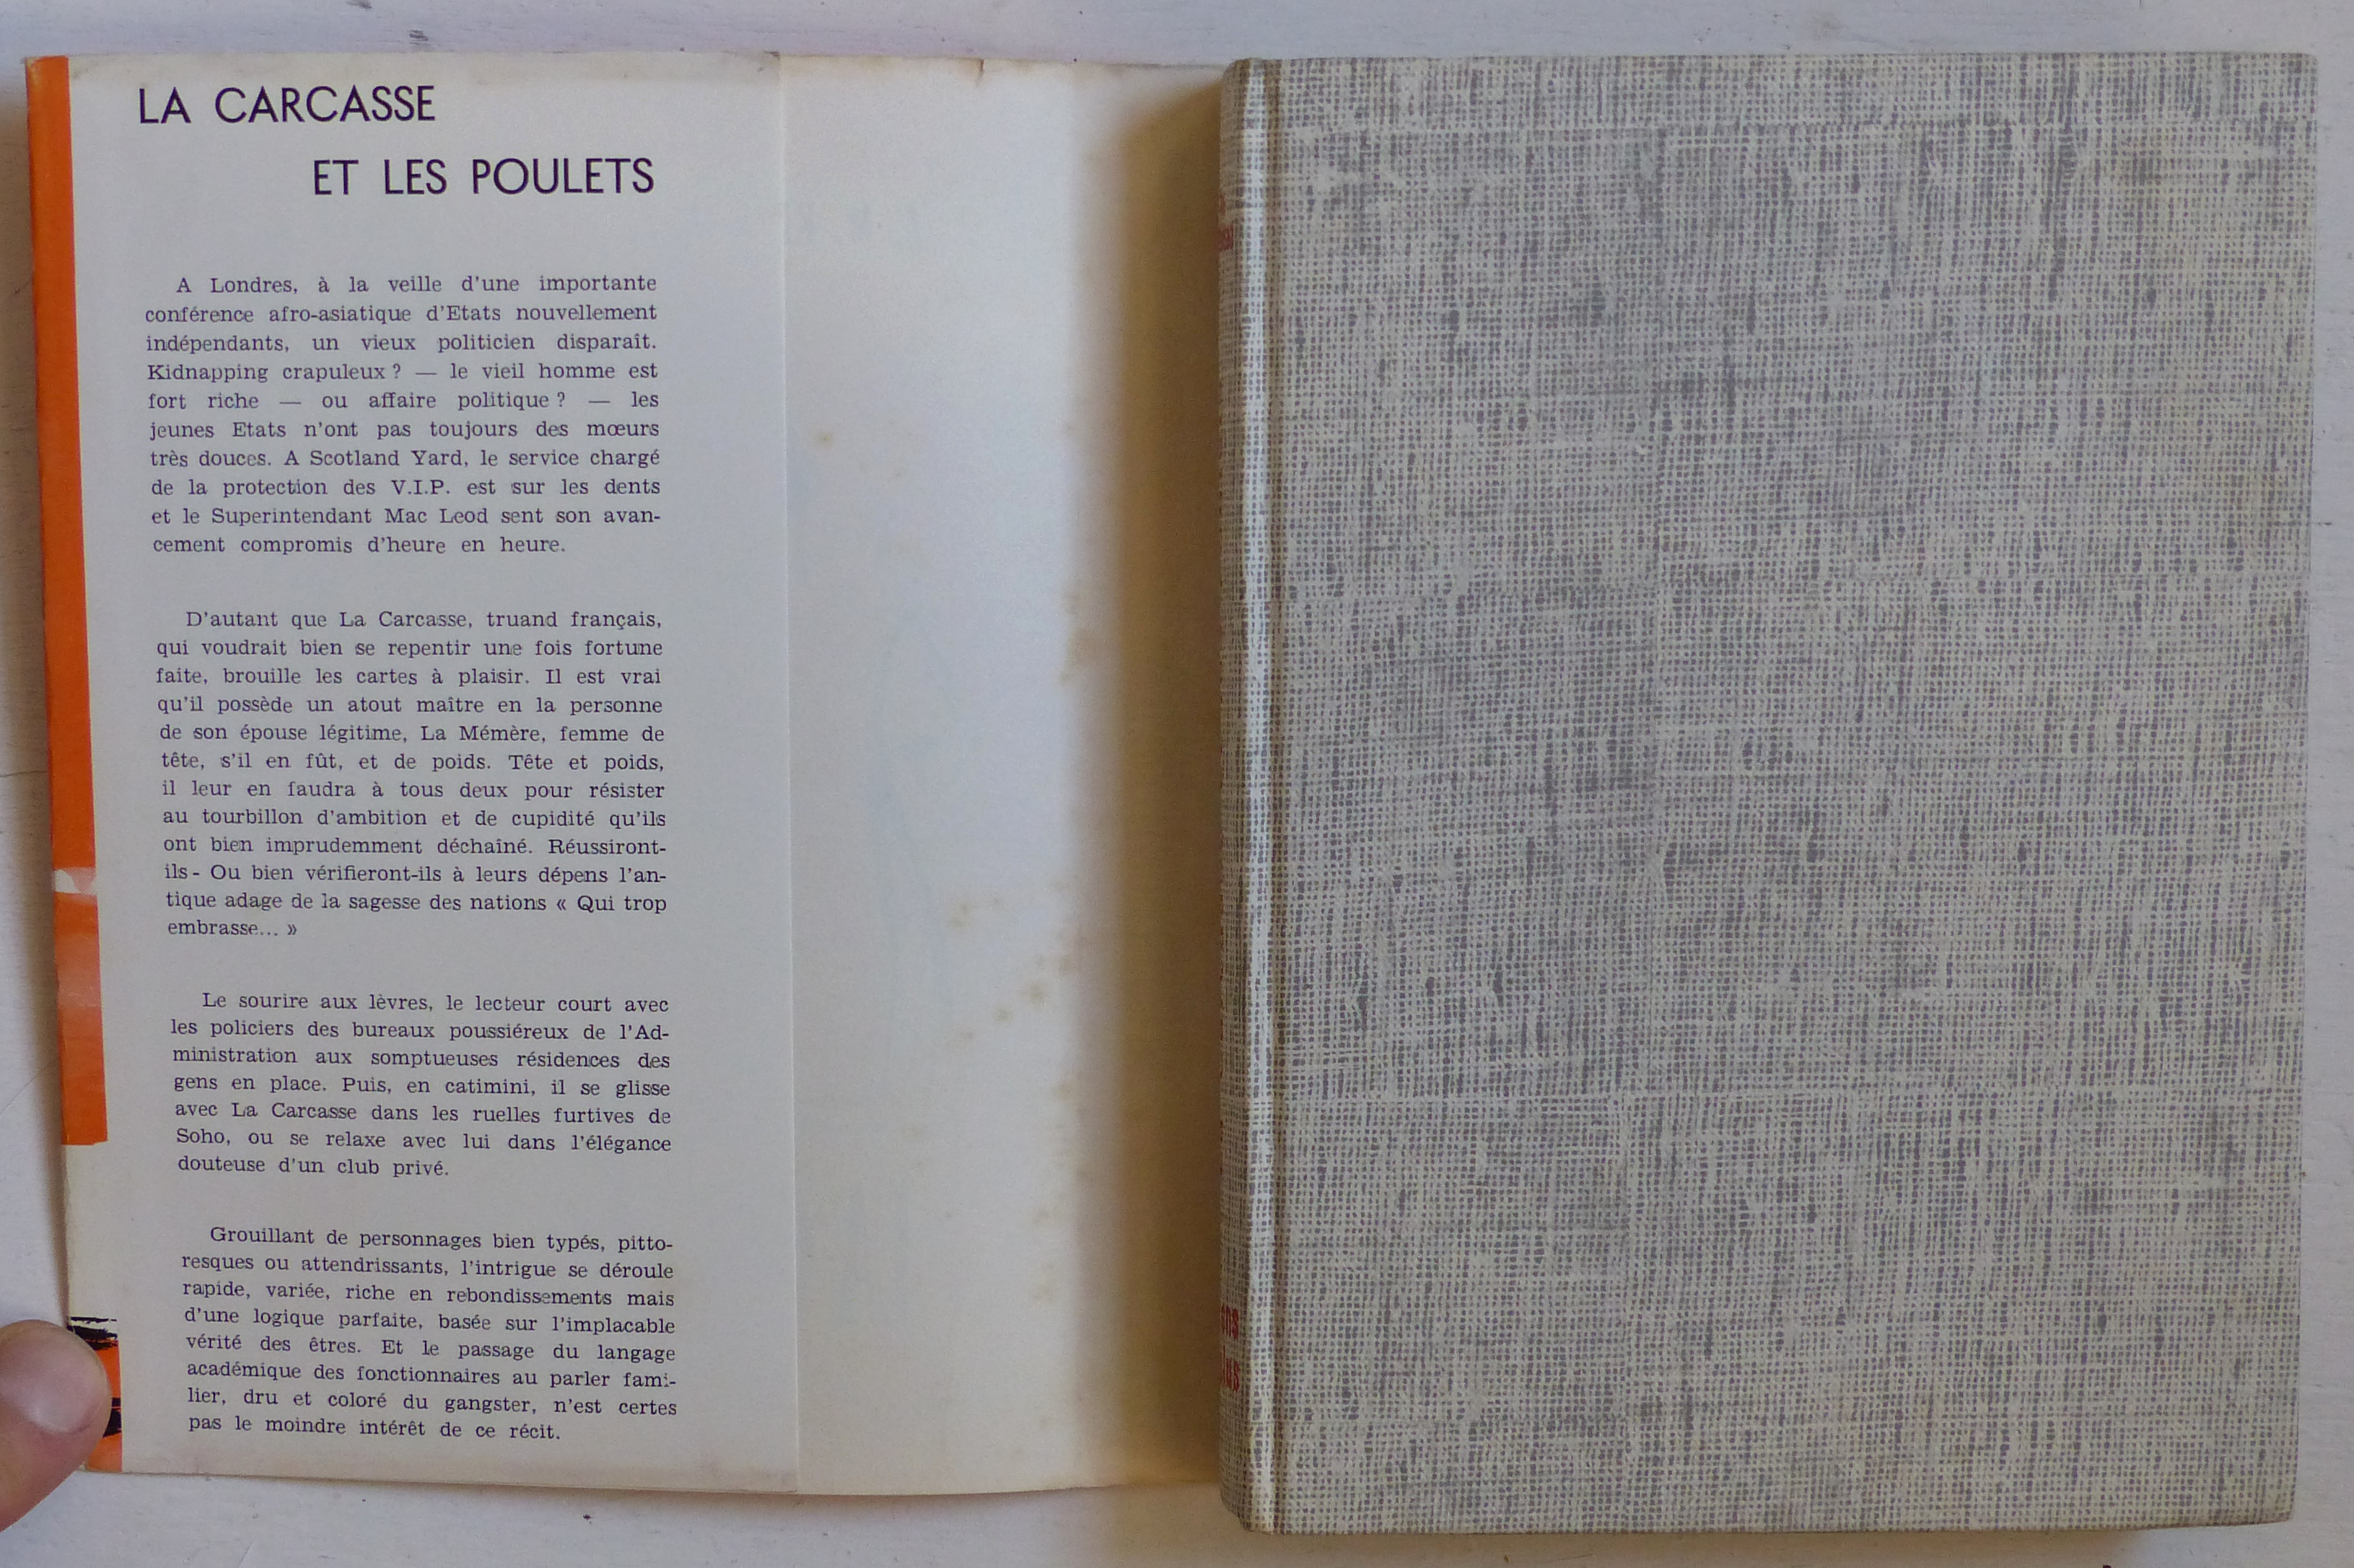 LA CARCASSE
ET LES POULETS
A Londres, à la veille d'une importante
conférence afro-asiatique d'Etats nouvellement
indépendants, un vieux politicien disparaît.
Kidnapping crapuleux ? — le vieil homme est
fort riche — ou affaire politique ? — les
jeunes Etats n'ont pas toujours des mœurs
très douces. A Scotland Yard, le service chargé
de la protection des V.I.P. est sur les dents
et le Superintendant Mac Leod sent son avan-
cement compromis d'heure en heure.
D'autant que La Carcasse, truand français,
qui voudrait bien se repentir une fois fortune
faite, brouille les cartes à plaisir. Il est vrai
qu'il possède un atout maître en la personne
de son épouse légitime, La Mémère, femme de
tête, s'il en fût, et de poids. Tête et poids,
il leur en faudra à tous deux pour résister
au tourbillon d'ambition et de cupidité qu'ils
ont bien imprudemment déchaîné. Réussiront-
ils - Ou bien vérifieront-ils à leurs dépens l'an-
tique adage de la sagesse des nations « Qui trop
embrasse... »
Le sourire aux lèvres, le lecteur court avec
les policiers des bureaux poussiéreux de l'Ad-
ministration aux somptueuses résidences des
gens en place. Puis, en catimini, il se glisse
avec La Carcasse dans les ruelles furtives de
Soho, ou se relaxe avec lui dans l'élégance
douteuse d'un club privé.
Grouillant de personnages bien typés, pitto-
resques ou attendrissants, l'intrigue se déroule
rapide, variée, riche en rebondissements mais
d'une logique parfaite, basée sur l'implacable
vérité des êtres. Et le passage du langage
académique des fonctionnaires au parler fami-
lier, dru et coloré du gangster, n'est certes
pas le moindre intérêt de ce récit.